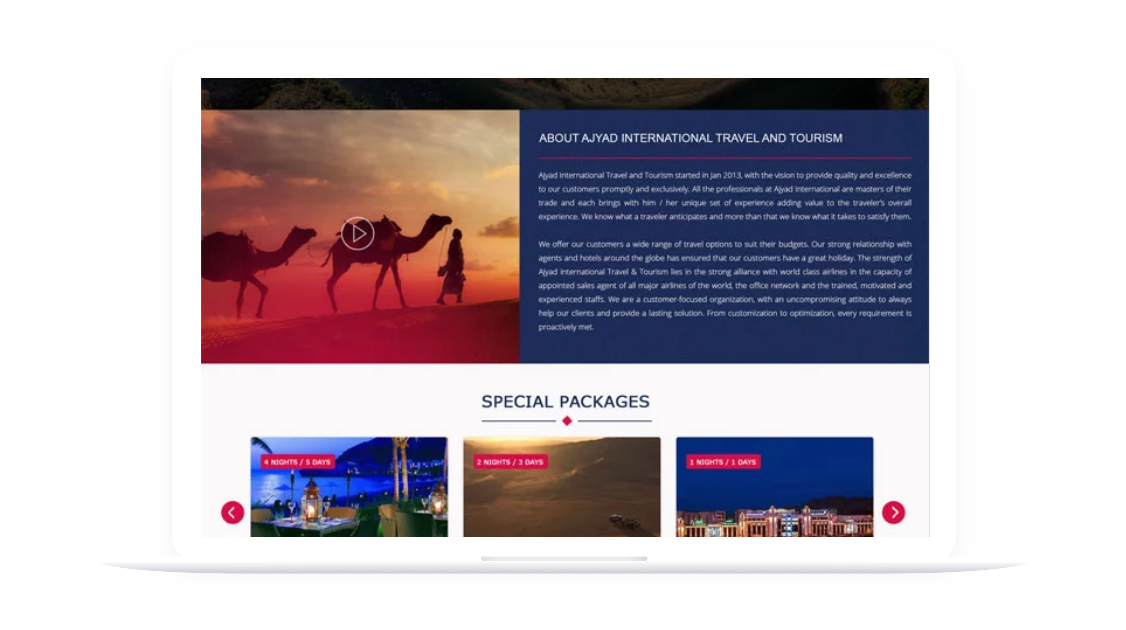 ABOUT AJYAD INTERNATIONAL TRAVEL AND TOURISM
Ajyad International Travel and Tourism started in Jan 2013, with the vision to provide quality and excellence
to our customers promptly and exclusively. All the professionals at Ajyad International are masters of their
trade and each brings with him / her unique set of experience adding value to the traveler's overall
experience. We know what a traveler anticipates and more than that we know what it takes to satisfy them.
We offer our customers a wide range of travel options to suit their budgets. Our strong relationship with
agents and hotels around the globe has ensured that our customers have a great holiday. The strength of
Ajyad International Travel & Tourism lies in the strong alliance with world class airlines in the capacity of
appointed sales agent of all major airlines of the world, the office network and the trained, motivated and
experienced staffs. We are a customer-focused organization, with an uncompromising attitude to always
help our clients and provide a lasting solution. From customization to optimization, every requirement is
proactively met.
SPECIAL PACKAGES
4 NIGHTS / 5 DAYS
2 NIGHTS / 3 DAYS
1 NIGHTS / 1 DAYS